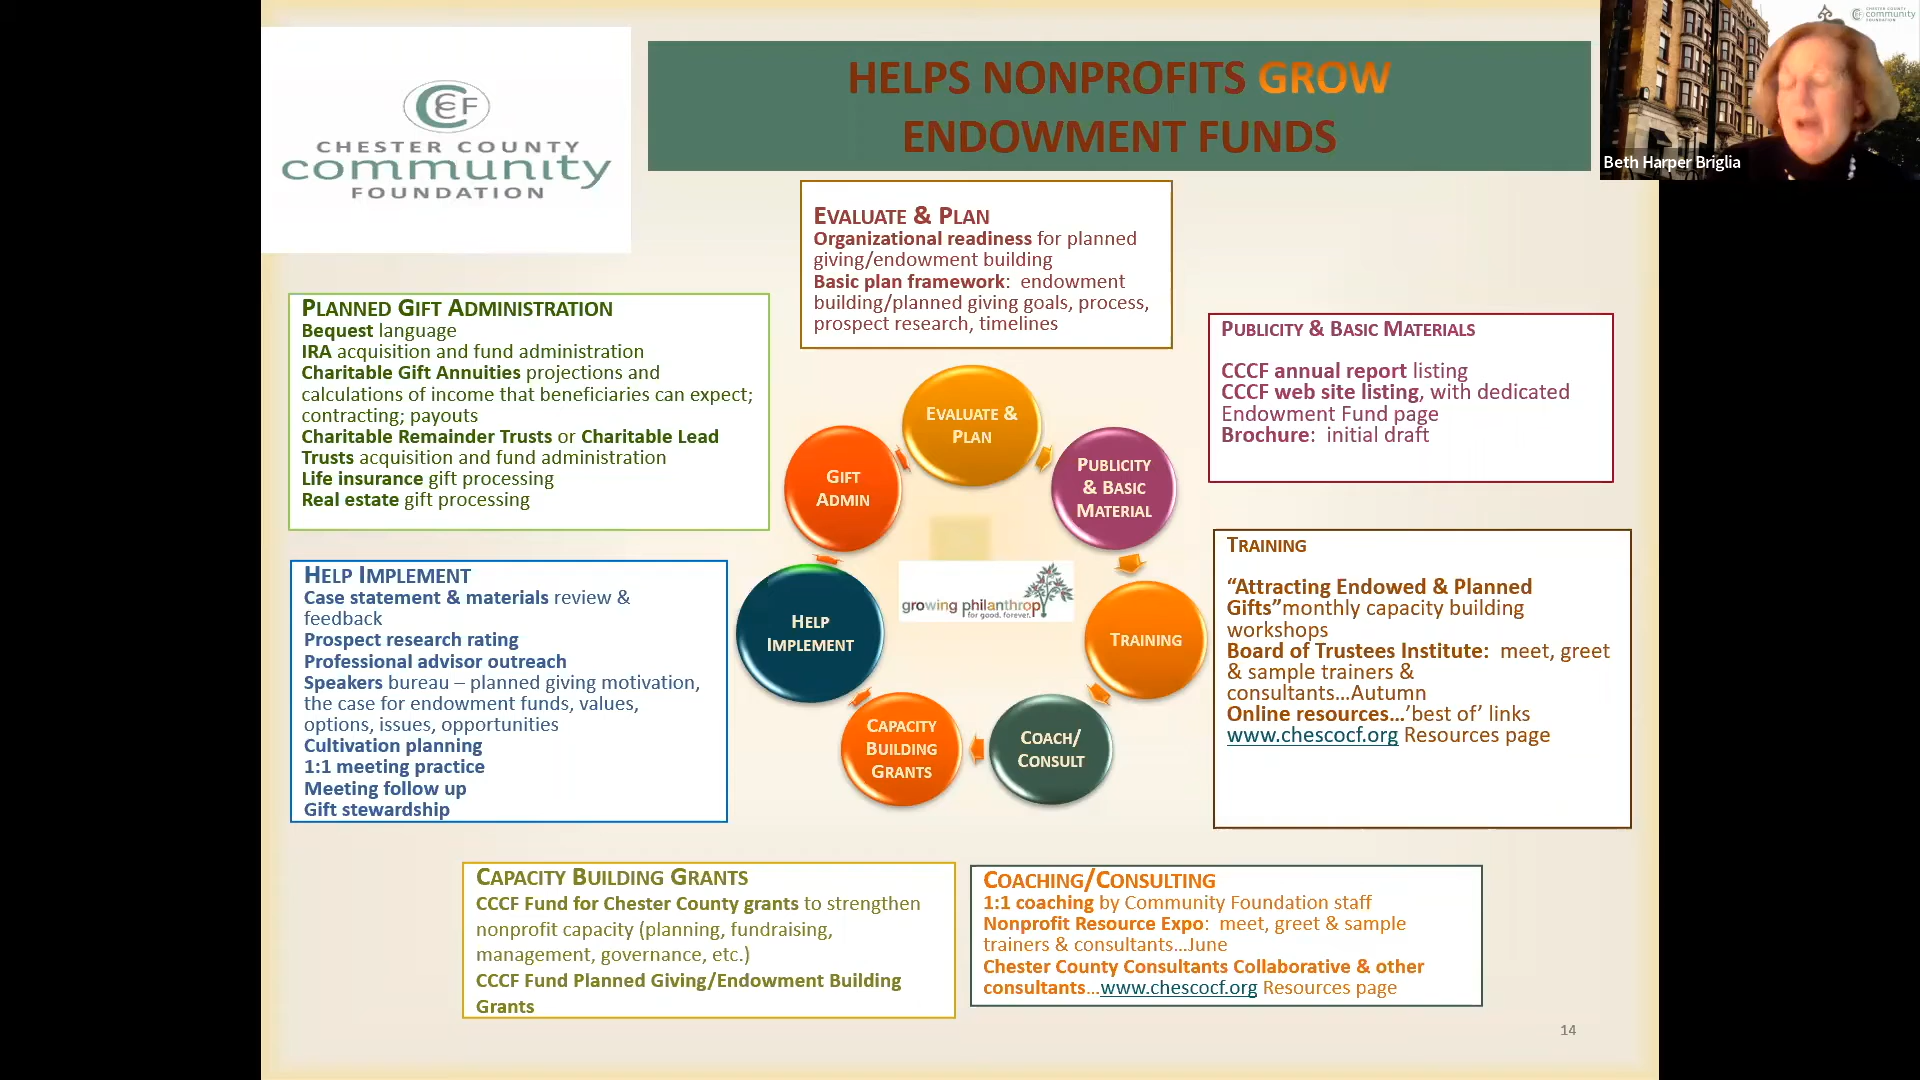 CCCF
CHESTER COUNTY
community
FOUNDATION
HELPS NONPROFITS GROW
ENDOWMENT FUNDS
CHESTER COUNTY
community
FOUNDATION
Beth Harper Briglia
EVALUATE & PLAN
Organizational readiness for planned
giving/endowment building
Basic plan framework: endowment
building/planned giving goals, process,
prospect research, timelines
PLANNED GIFT ADMINISTRATION
Bequest language
IRA acquisition and fund administration
Charitable Gift Annuities projections and
calculations of income that beneficiaries can expect;
contracting; payouts
Charitable Remainder Trusts or Charitable Lead
Trusts acquisition and fund administration
Life insurance gift processing
Real estate gift processing
PUBLICITY & BASIC MATERIALS
CCCF annual report listing
CCCF web site listing, with dedicated
Endowment Fund page
Brochure: initial draft
EVALUATE &
PLAN
PUBLICITY
& BASIC
MATERIAL
TRAINING
COACH/
CONSULT
CAPACITY
BUILDING
GRANTS
HELP
IMPLEMENT
GIFT
ADMIN
growing philanthrop
for good. forever.
HELP IMPLEMENT
Case statement & materials review &
feedback
Prospect research rating
Professional advisor outreach
Speakers bureau – planned giving motivation,
the case for endowment funds, values,
options, issues, opportunities
Cultivation planning
1:1 meeting practice
Meeting follow up
Gift stewardship
TRAINING
“Attracting Endowed & Planned
Gifts”monthly capacity building
workshops
Board of Trustees Institute: meet, greet
& sample trainers &
consultants…Autumn
Online resources…’best of’ links
www.chescocf.org Resources page
CAPACITY BUILDING GRANTS
CCCF Fund for Chester County grants to strengthen
nonprofit capacity (planning, fundraising,
management, governance, etc.)
CCCF Fund Planned Giving/Endowment Building
Grants
COACHING/CONSULTING
1:1 coaching by Community Foundation staff
Nonprofit Resource Expo: meet, greet & sample
trainers & consultants…June
Chester County Consultants Collaborative & other
consultants…www.chescocf.org Resources page
14